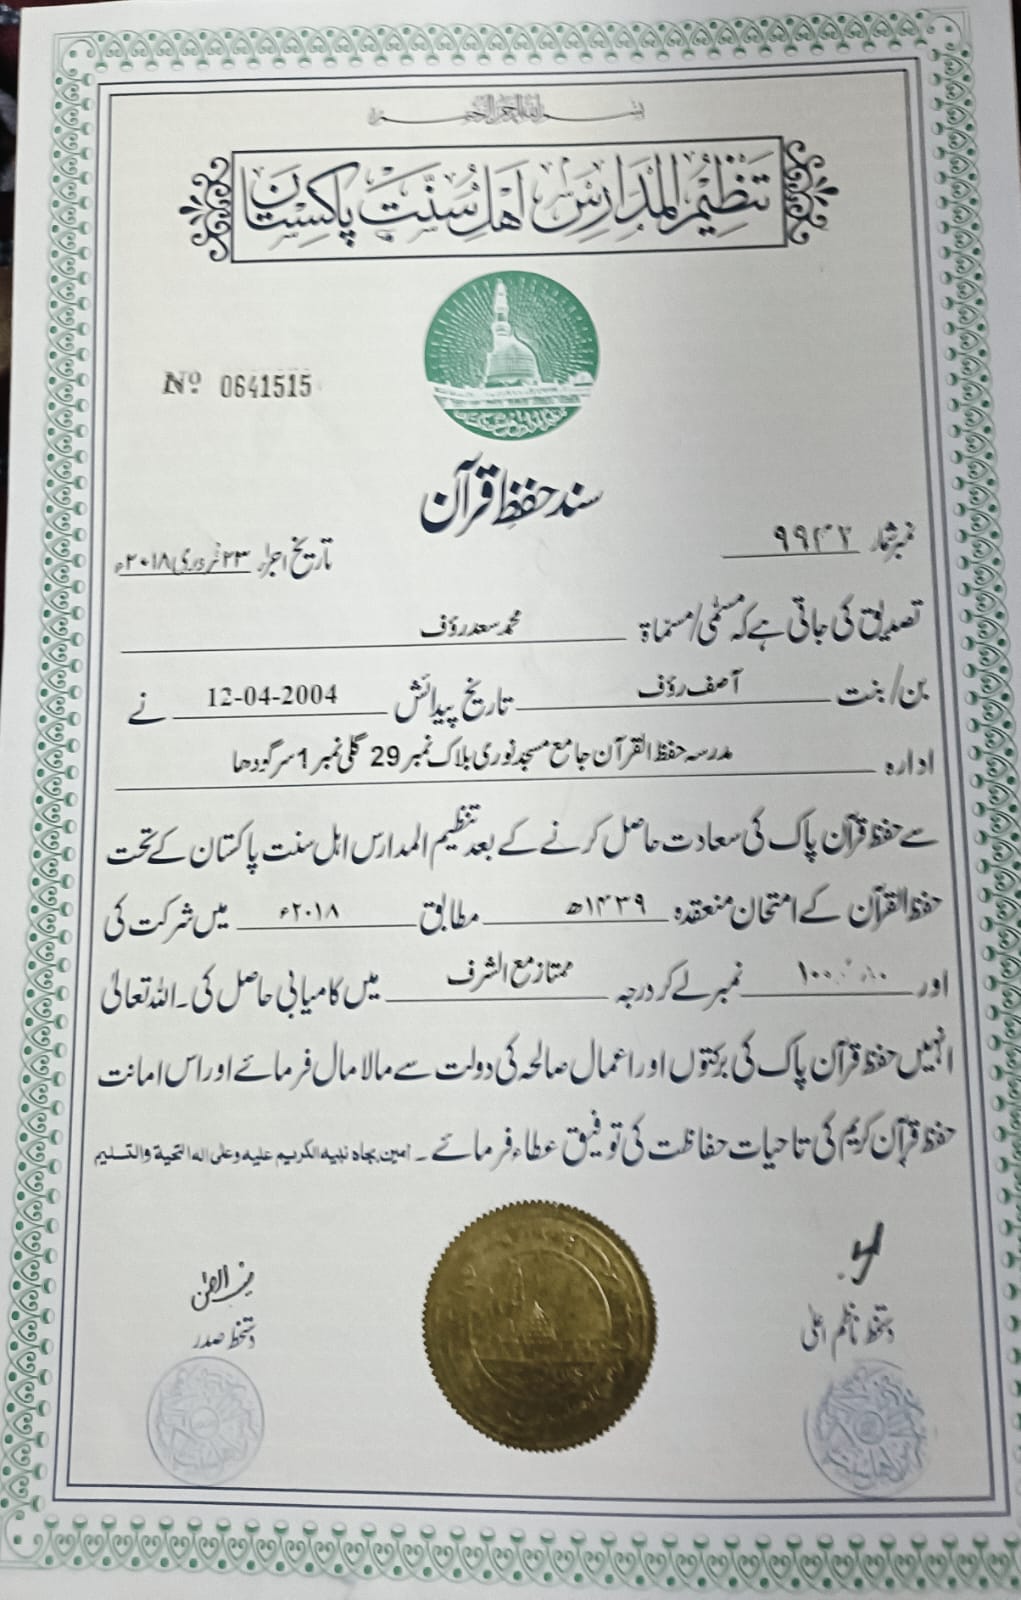 بسم اللہ الرحمن الرحیم
تنظیم المدارس اھل سنت پاکستان
Nº 0641515
سند حفظ قرآن
نمبر شمار ۹۹۴۲
تاریخ اجراء ۲۳ فروری ۲۰۱۸ء
تصدیق کی جاتی ہے کہ مسمّٰی/مسماۃ محمد سعد رؤف
بن/بنت آصف رؤف تاریخ پیدائش 12-04-2004 نے
ادارہ مدرسہ حفظ القرآن جامع مسجد نوری بلاک نمبر 29 گلی نمبر 1 سرگودھا
سے حفظ قرآن پاک کی سعادت حاصل کرنے کے بعد تنظیم المدارس اہل سنت پاکستان کے تحت
حفظ القرآن کے امتحان منعقدہ ۱۴۳۹ھ مطابق ۲۰۱۸ء میں شرکت کی
اور ۱۰۰ نمبر لے کر درجہ ممتاز مع الشرف میں کامیابی حاصل کی۔ اللہ تعالیٰ
انہیں حفظ قرآن پاک کی برکتوں اور اعمال صالحہ کی دولت سے مالا مال فرمائے اور اس امانت
حفظ قرآن کریم کی تا حیات حفاظت کی توفیق عطاء فرمائے۔ امین بجاہ نبیہ الکریم علیہ وعلی الہ التحیة والتسلیم
دستخط ناظم اعلیٰ
دستخط صدر